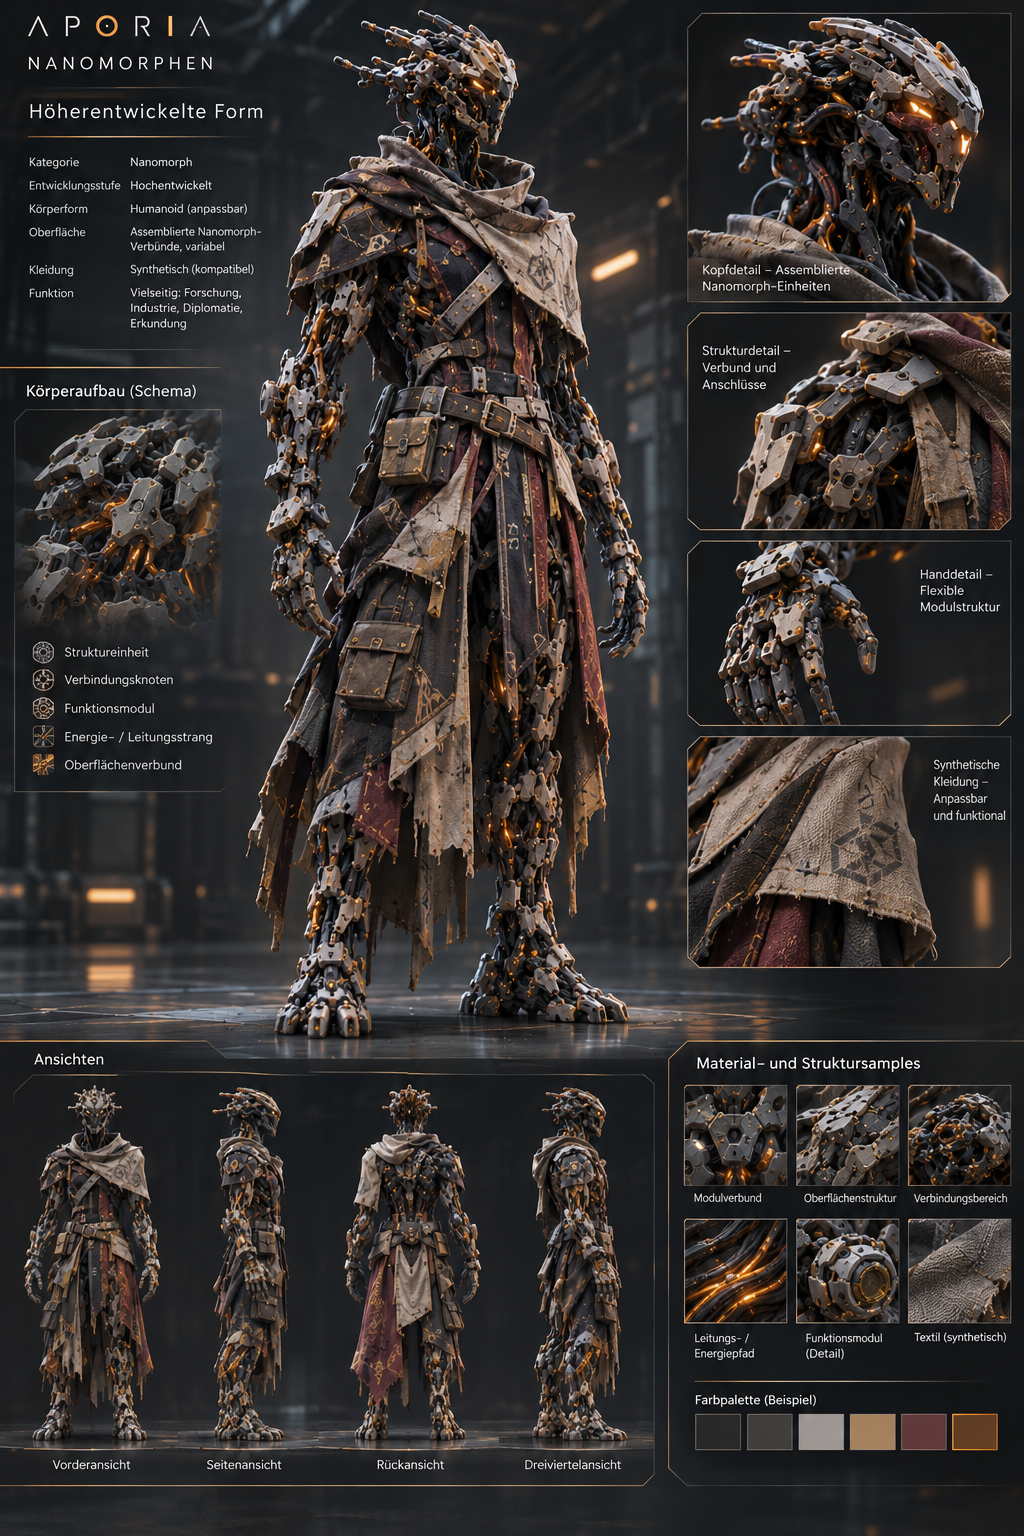 APORIA
NANOMORPHEN
Höherentwickelte Form
Kategorie Nanomorph
Entwicklungsstufe Hochentwickelt
Körperform Humanoid (anpassbar)
Oberfläche Assemblierte Nanomorph-
Verbünde, variabel
Kleidung Synthetisch (kompatibel)
Funktion Vielseitig: Forschung,
Industrie, Diplomatie,
Erkundung
Körperaufbau (Schema)
Struktureinheit
Verbindungsknoten
Funktionsmodul
Energie- / Leitungsstrang
Oberflächenverbund
Kopfdetail – Assemblierte
Nanomorph-Einheiten
Strukturdetail –
Verbund und
Anschlüsse
Handdetail –
Flexible
Modulstruktur
Synthetische
Kleidung –
Anpassbar
und funktional
Ansichten
Vorderansicht
Seitenansicht
Rückansicht
Dreiviertelansicht
Material- und Struktursamples
Modulverbund
Oberflächenstruktur
Verbindungsbereich
Leitungs- /
Energiepfad
Funktionsmodul
(Detail)
Textil (synthetisch)
Farbpalette (Beispiel)